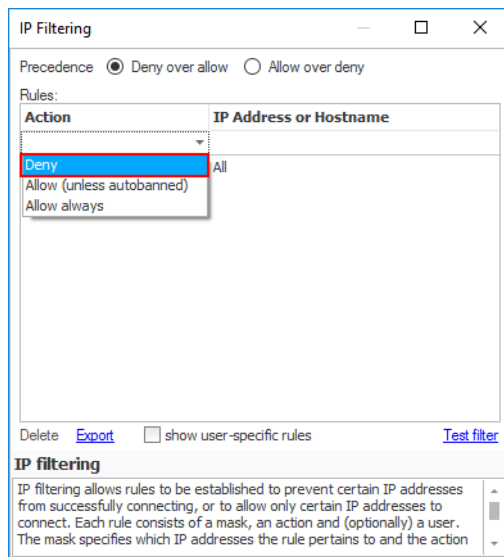 IP Filtering
Precedence Deny over allow Allow over deny
Rules:
Action IP Address or Hostname
Deny All
Allow (unless autobanned)
Allow always
Delete Export show user-specific rules Test filter
IP filtering
IP filtering allows rules to be established to prevent certain IP addresses
from successfully connecting, or to allow only certain IP addresses to
connect. Each rule consists of a mask, an action and (optionally) a user.
The mask specifies which IP addresses the rule pertains to and the action